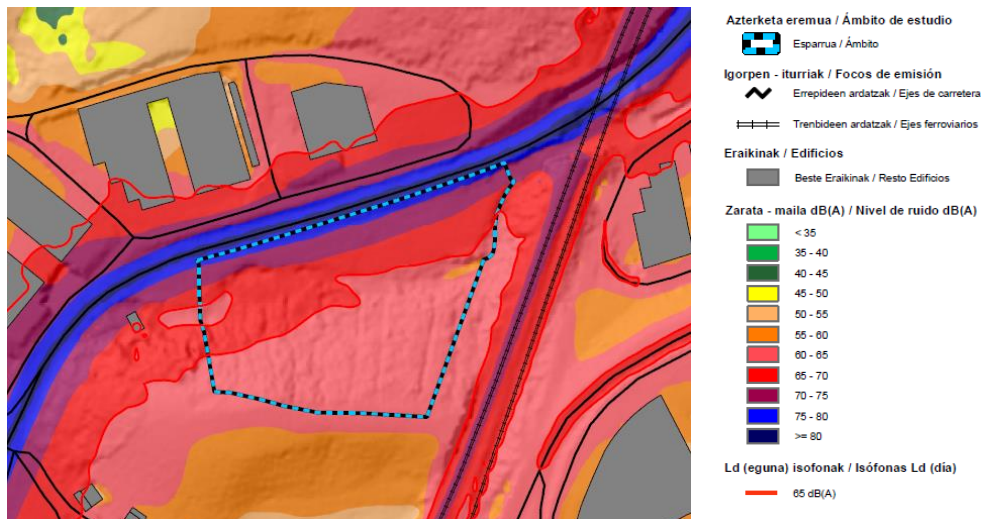 Azterketa eremua / Ámbito de estudio
Esparrua / Ámbito
Igorpen - iturriak / Focos de emisión
Errepideen ardatzak / Ejes de carretera
Trenbideen ardatzak / Ejes ferroviarios
Eraikinak / Edificios
Beste Eraikinak / Resto Edificios
Zarata - maila dB(A) / Nivel de ruido dB(A)
< 35
35 - 40
40 - 45
45 - 50
50 - 55
55 - 60
60 - 65
65 - 70
70 - 75
75 - 80
>= 80
Ld (eguna) isofonak / Isófonas Ld (día)
65 dB(A)